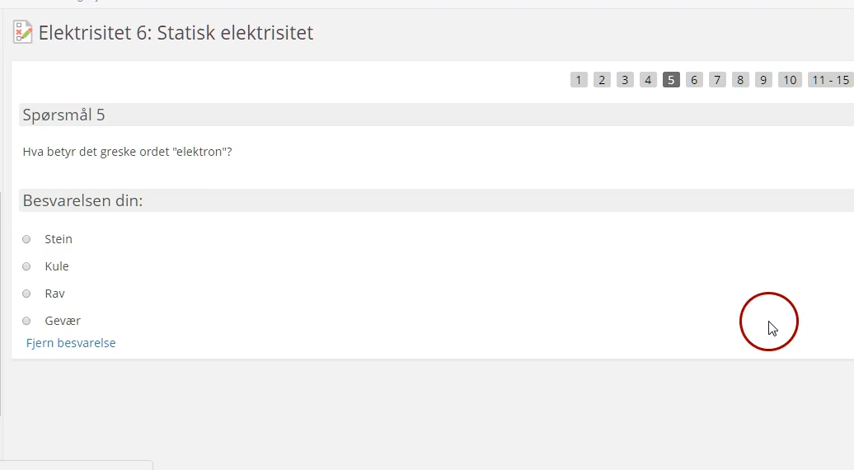 Elektrisitet 6: Statisk elektrisitet
1 2 3 4 5 6 7 8 9 10 11 - 15
Spørsmål 5
Hva betyr det greske ordet "elektron"?
Besvarelsen din:
Stein
Kule
Rav
Gevær
Fjern besvarelse